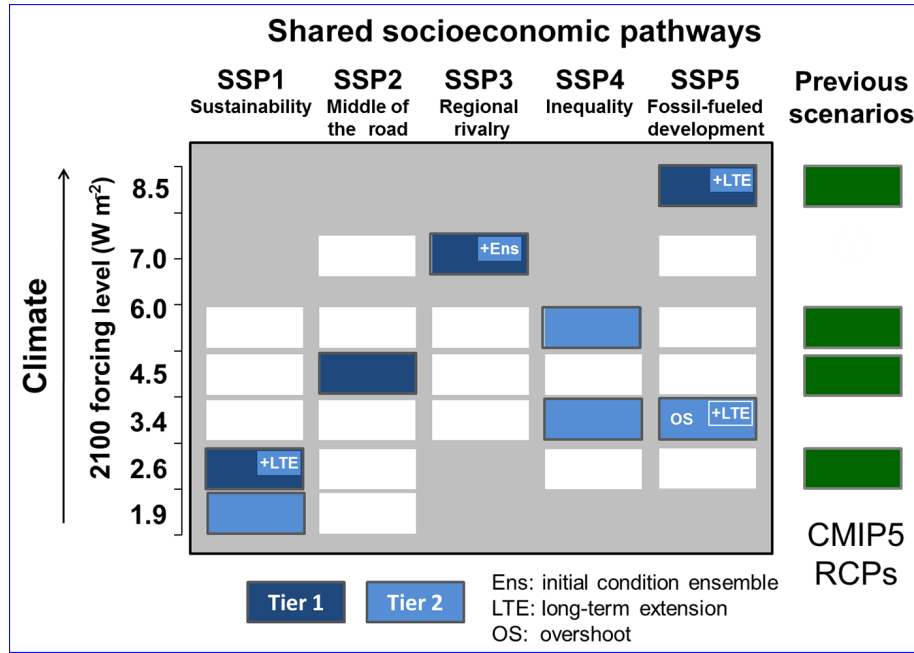 Shared socioeconomic pathways
SSP1 SSP2 SSP3 SSP4 SSP5
Sustainability Middle of the road Regional rivalry Inequality Fossil-fueled development
Previous scenarios
Climate
2100 forcing level (W m-2)
8.5 +LTE
7.0 +Ens
6.0
4.5
3.4 OS +LTE
2.6 +LTE
1.9
CMIP5
RCPs
Tier 1 Tier 2
Ens: initial condition ensemble
LTE: long-term extension
OS: overshoot